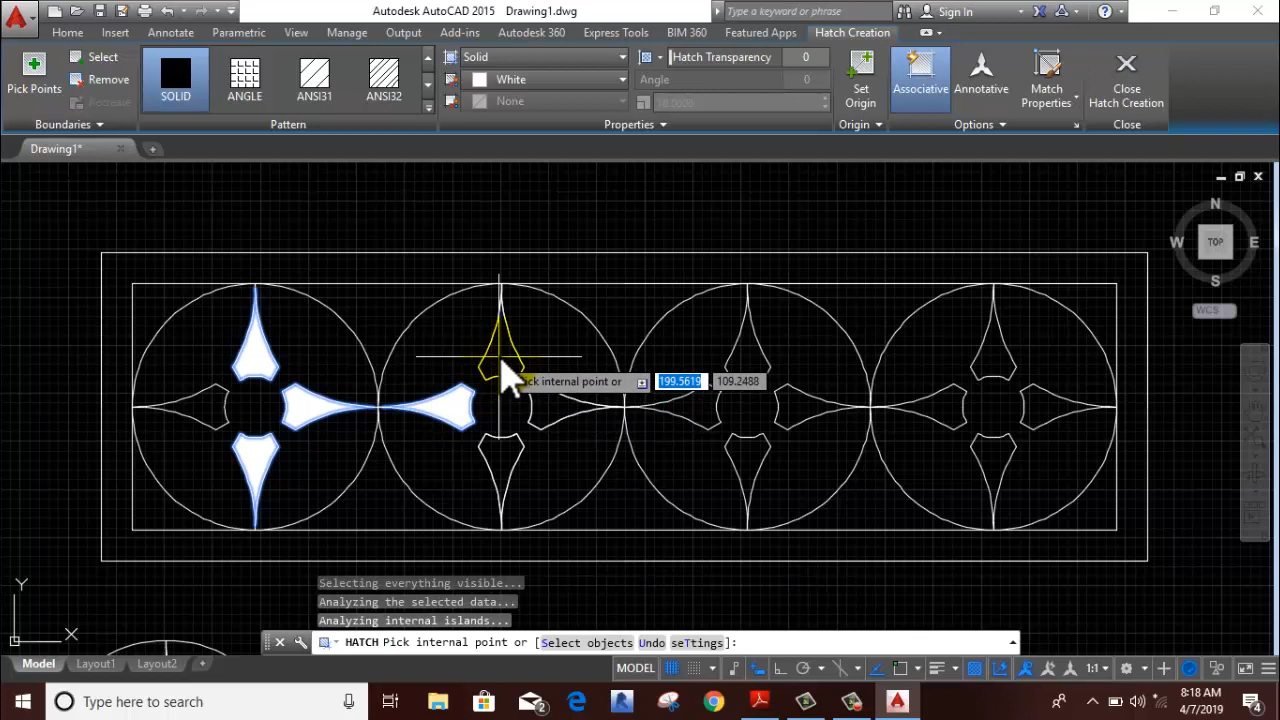 Autodesk AutoCAD 2015 Drawing1.dwg
Type a keyword or phrase
Sign In
Home Insert Annotate Parametric View Manage Output Add-ins Autodesk 360 Express Tools BIM 360 Featured Apps Hatch Creation
Pick Points
Select
Remove
Recreate
Boundaries
SOLID ANGLE ANSI31 ANSI32
Pattern
Solid
White
None
Hatch Transparency 0
Angle 0
Properties
Set Origin
Origin
Associative
Annotative
Match Properties
Options
Close Hatch Creation
Close
Drawing1*
N
W TOP E
S
WCS
ick internal point or 199.5619 109.2488
Y
X
Selecting everything visible...
Analyzing the selected data...
Analyzing internal islands...
HATCH Pick internal point or [Select objects Undo seTtings]:
Model Layout1 Layout2 +
MODEL 1:1
Type here to search
2
8:18 AM
4/7/2019
4